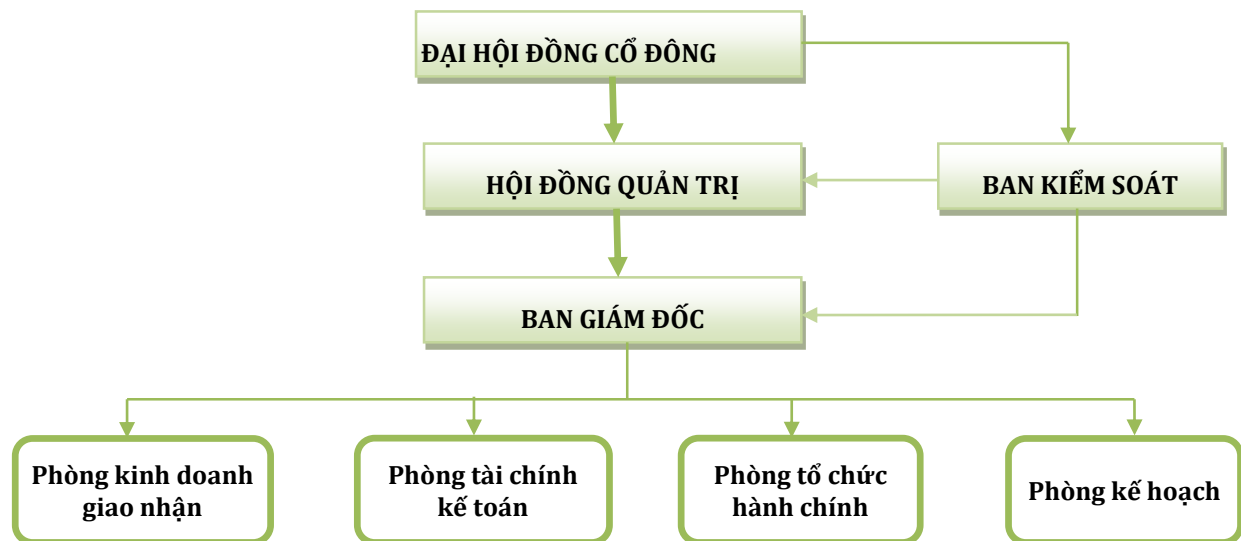 ĐẠI HỘI ĐỒNG CỔ ĐÔNG
HỘI ĐỒNG QUẢN TRỊ
BAN KIỂM SOÁT
BAN GIÁM ĐỐC
Phòng kinh doanh
giao nhận
Phòng tài chính
kế toán
Phòng tổ chức
hành chính
Phòng kế hoạch